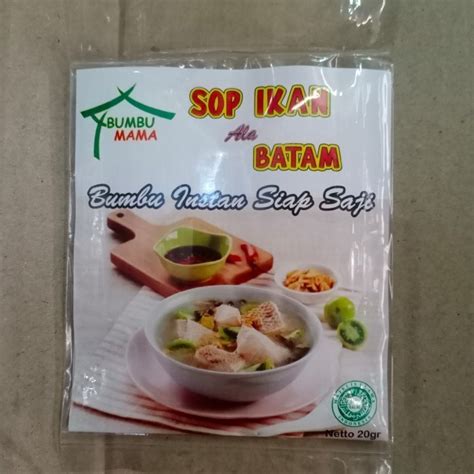 BUMBU
MAMA
SOP IKAN
Ala
BATAM
Bumbu Instan Siap Saji
Netto 20gr